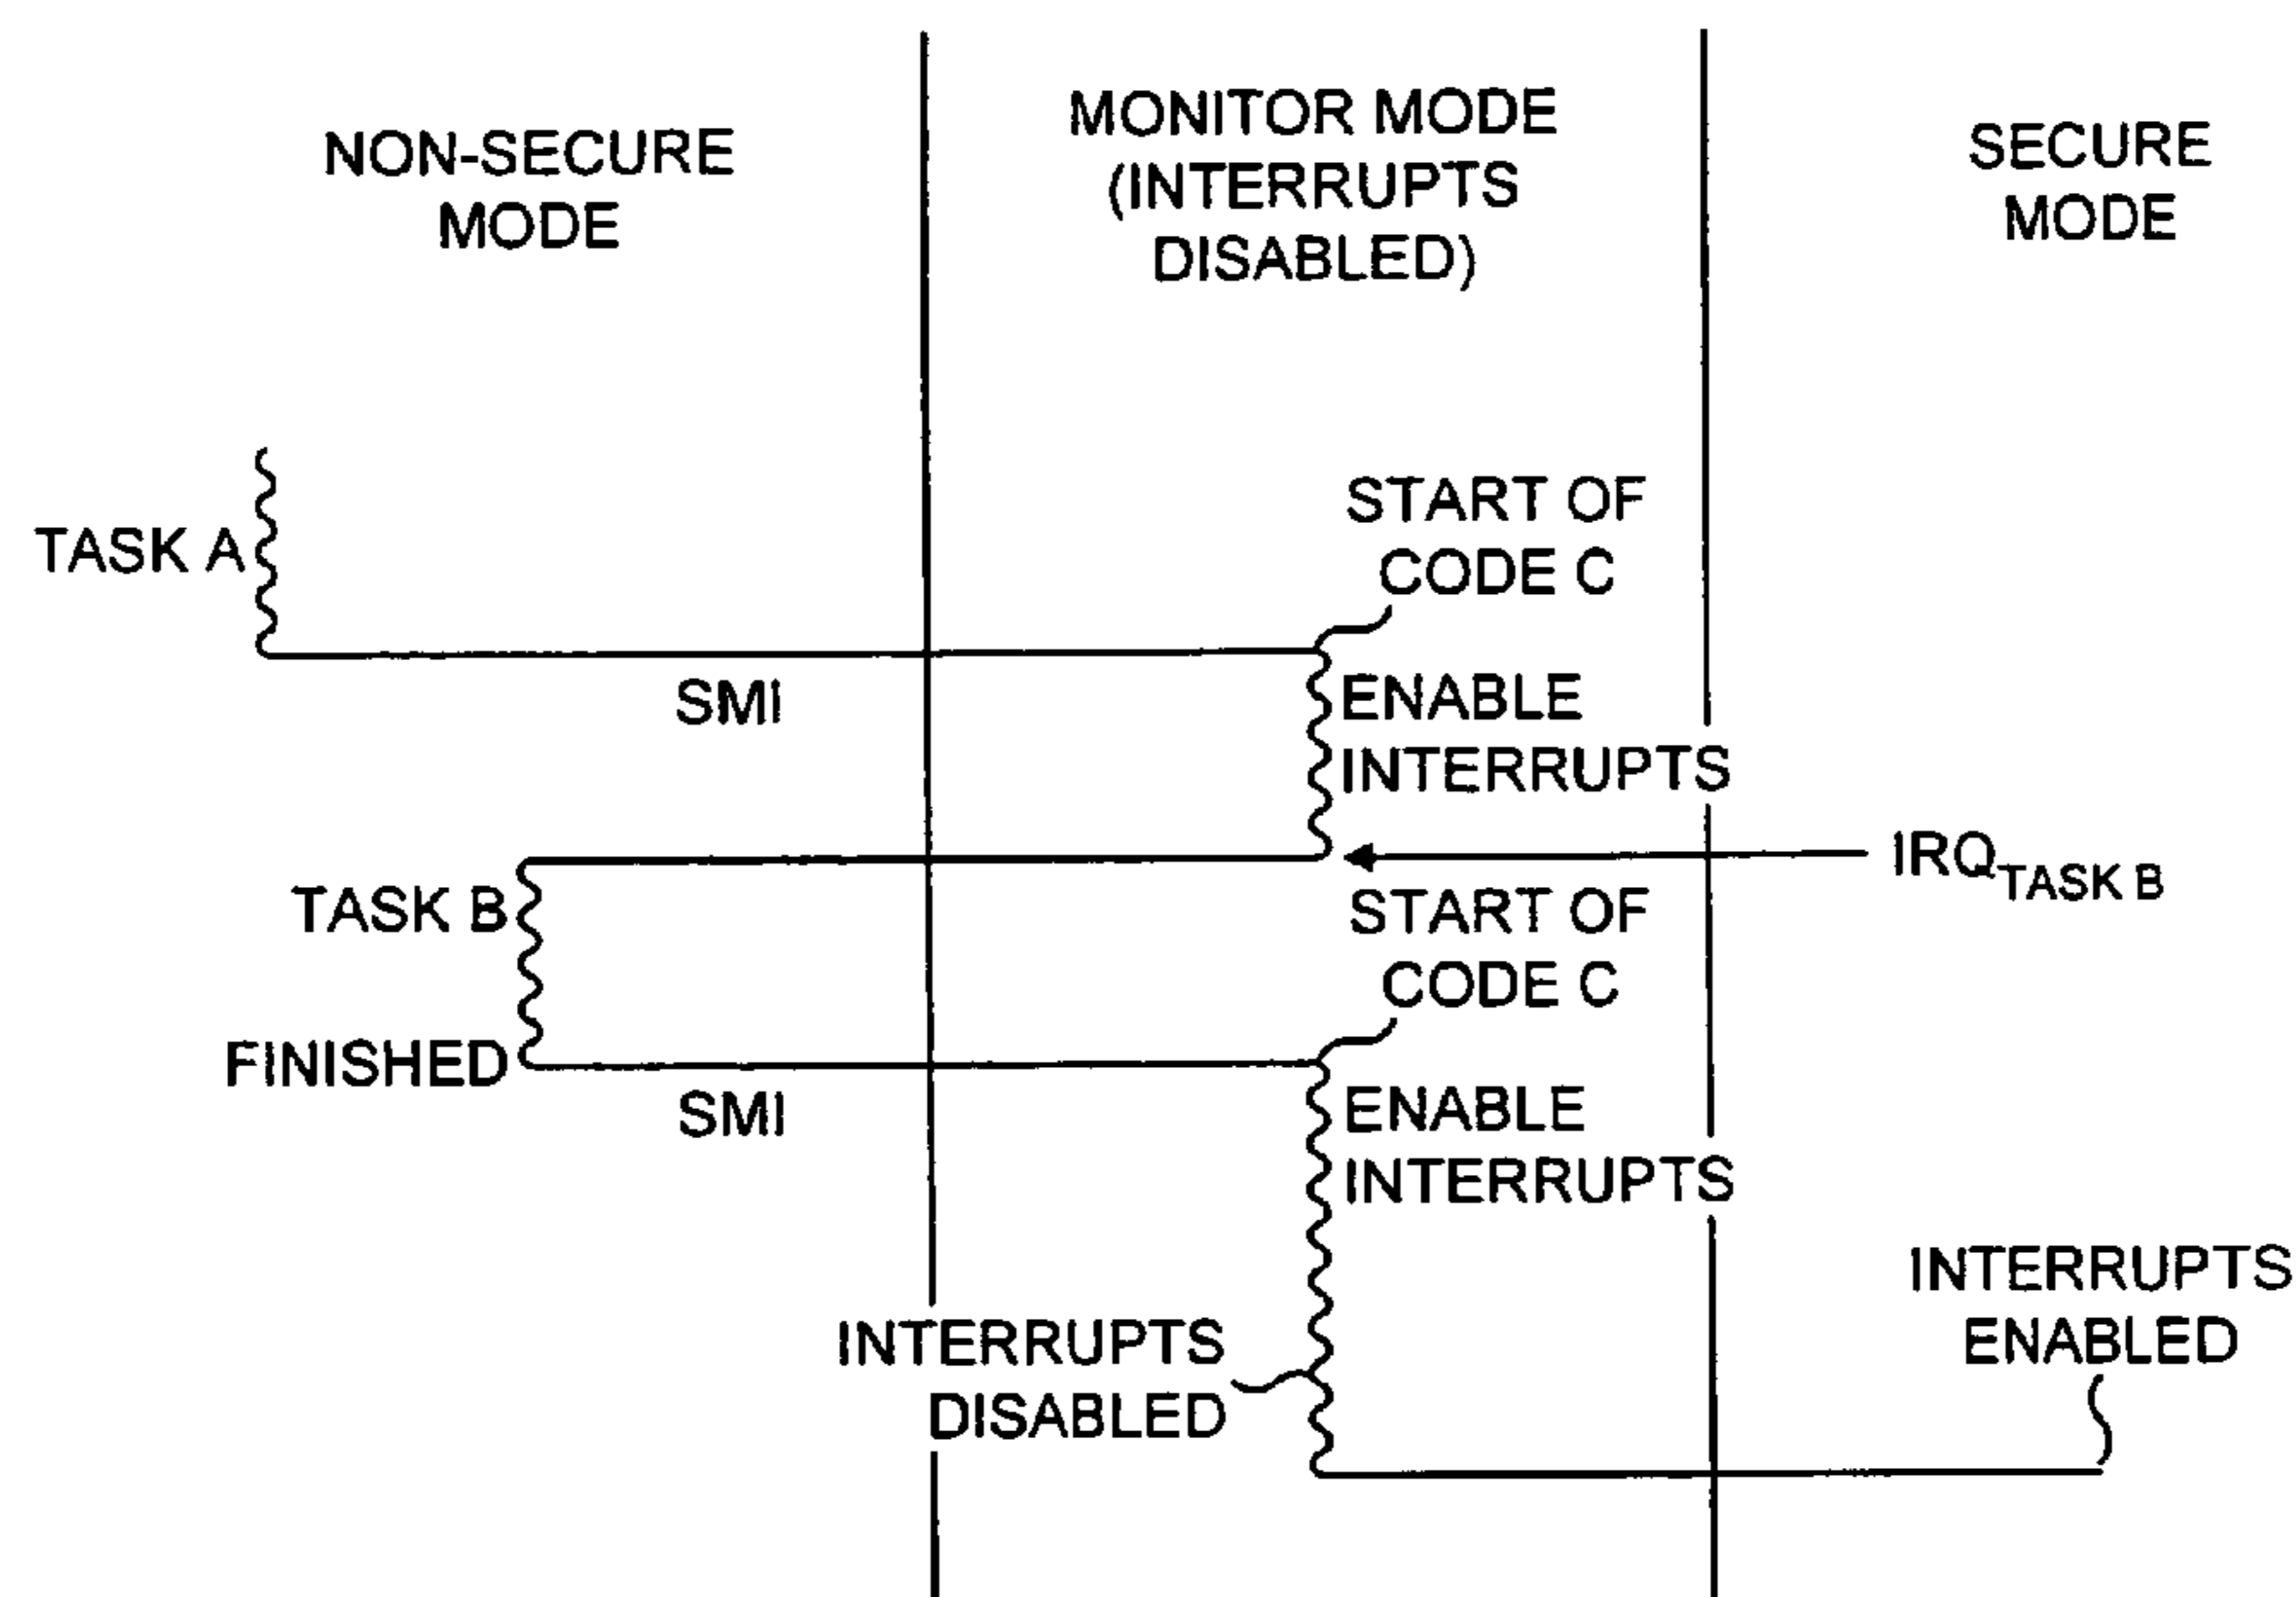 NON-SECURE
MODE
MONITOR MODE
(INTERRUPTS
DISABLED)
SECURE
MODE
TASK A
START OF
CODE C
SMI
ENABLE
INTERRUPTS
IRQTASK B
TASK B
START OF
CODE C
FINISHED
SMI
ENABLE
INTERRUPTS
INTERRUPTS
DISABLED
INTERRUPTS
ENABLED